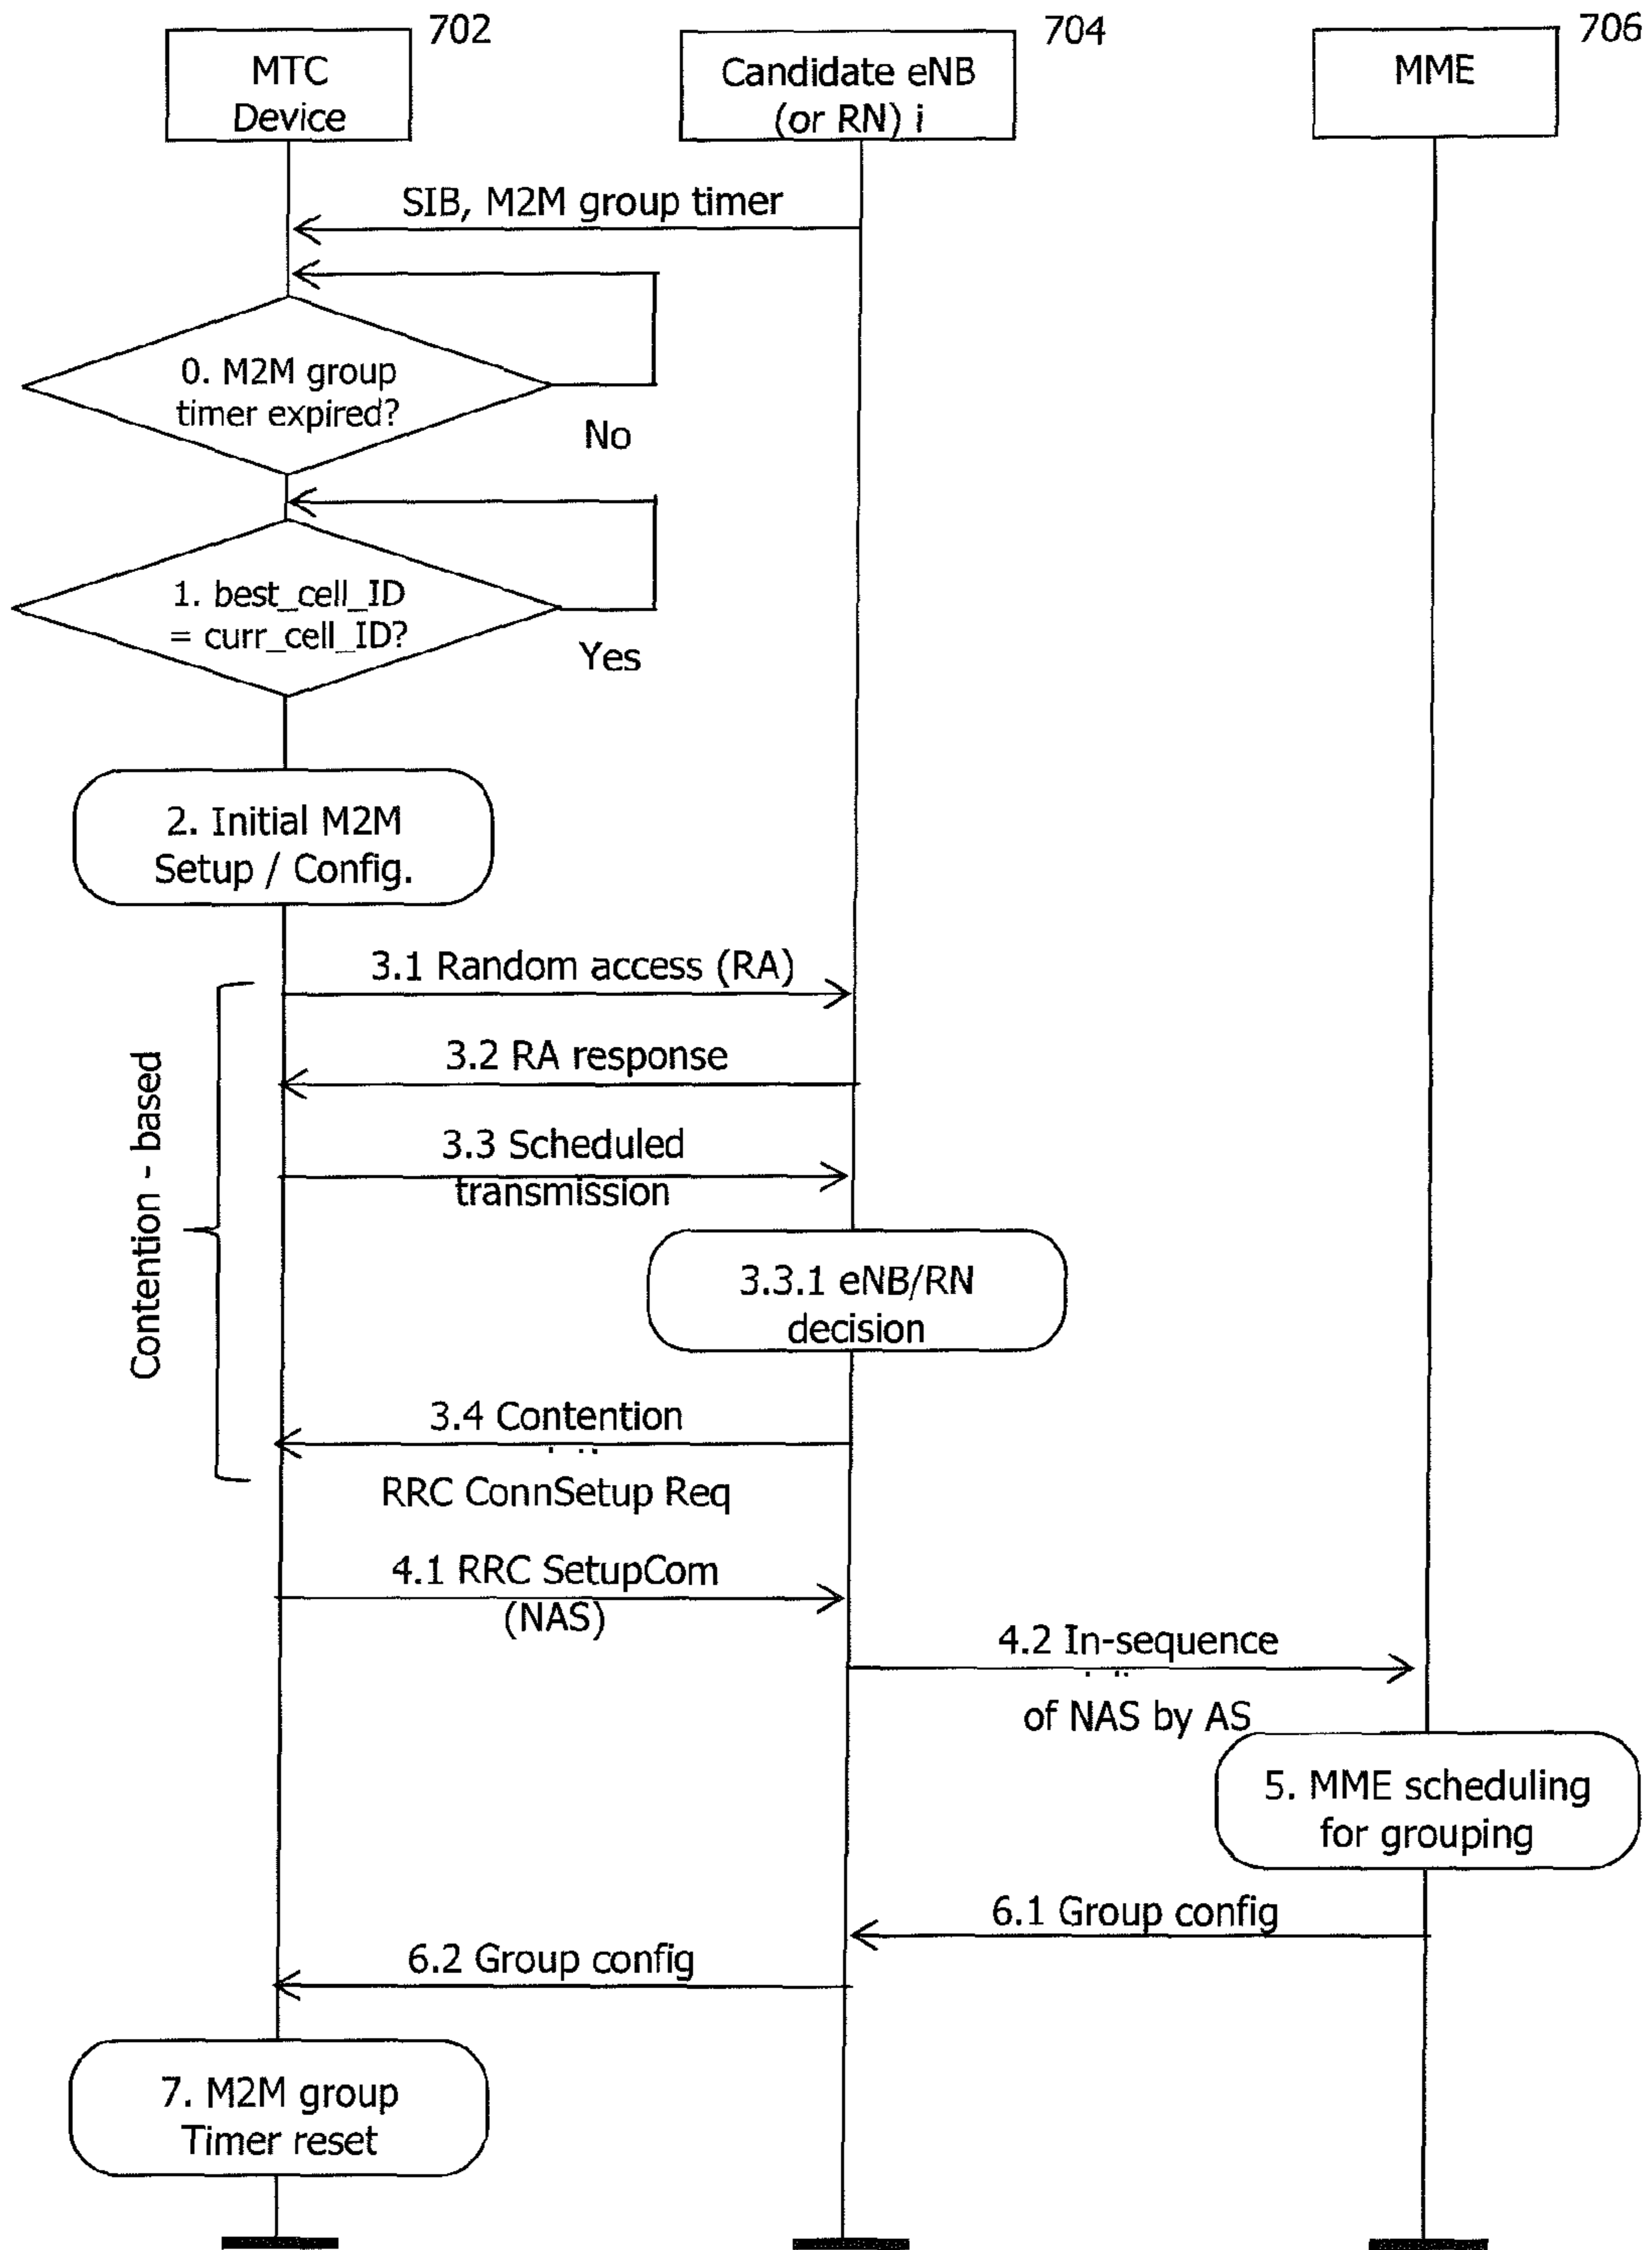 702
704
706
MTC
Device
Candidate eNB
(or RN) i
MME
SIB, M2M group timer
0. M2M group
timer expired?
No
1. best_cell_ID
= curr_cell_ID?
Yes
2. Initial M2M
Setup / Config.
3.1 Random access (RA)
3.2 RA response
3.3 Scheduled
transmission
Contention - based
3.3.1 eNB/RN
decision
3.4 Contention
RRC ConnSetup Req
4.1 RRC SetupCom
(NAS)
4.2 In-sequence
of NAS by AS
5. MME scheduling
for grouping
6.1 Group config
6.2 Group config
7. M2M group
Timer reset